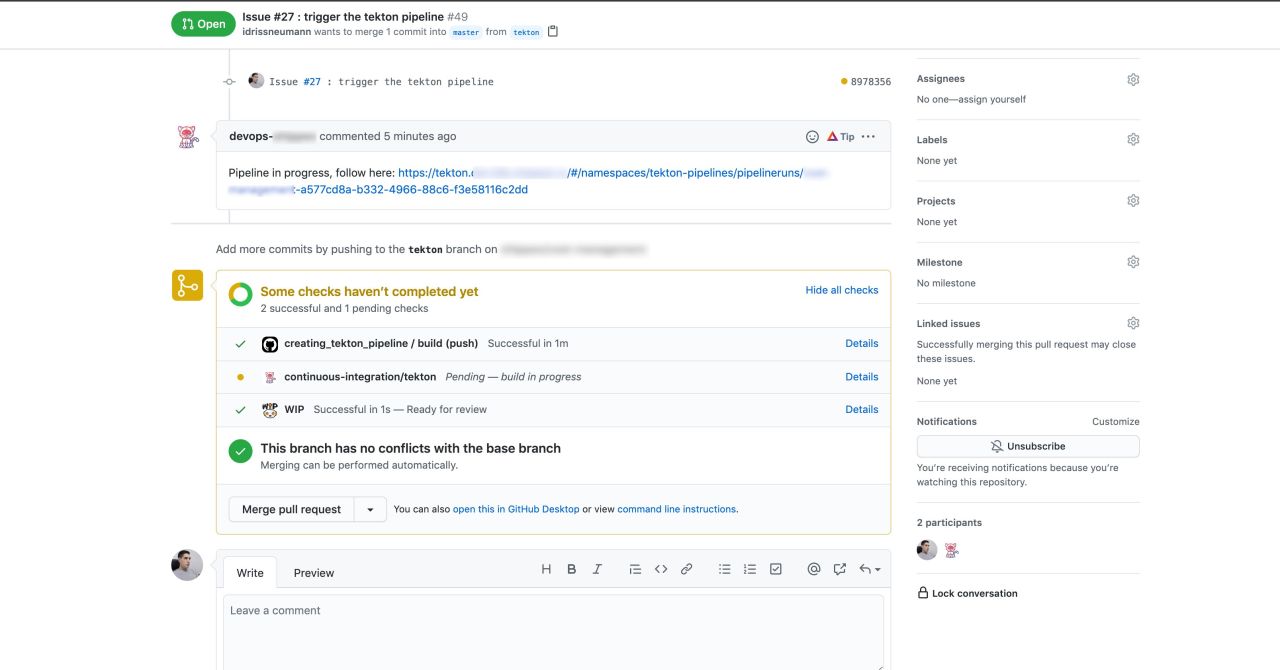 Open
Issue #27 : trigger the tekton pipeline #49
idrissneumann wants to merge 1 commit into master from tekton
Issue #27 : trigger the tekton pipeline
8978356
devops- commented 5 minutes ago
Tip
Pipeline in progress, follow here: https://tekton. /#/namespaces/tekton-pipelines/pipelineruns/
-a577cd8a-b332-4966-88c6-f3e58116c2dd
Add more commits by pushing to the tekton branch on
Some checks haven't completed yet
Hide all checks
2 successful and 1 pending checks
creating_tekton_pipeline / build (push) Successful in 1m
Details
continuous-integration/tekton Pending — build in progress
Details
WIP Successful in 1s — Ready for review
Details
This branch has no conflicts with the base branch
Merging can be performed automatically.
Merge pull request
You can also open this in GitHub Desktop or view command line instructions.
Write
Preview
H B I
Leave a comment
Assignees
No one—assign yourself
Labels
None yet
Projects
None yet
Milestone
No milestone
Linked issues
Successfully merging this pull request may close
these issues.
None yet
Notifications
Customize
Unsubscribe
You're receiving notifications because you're
watching this repository.
2 participants
Lock conversation